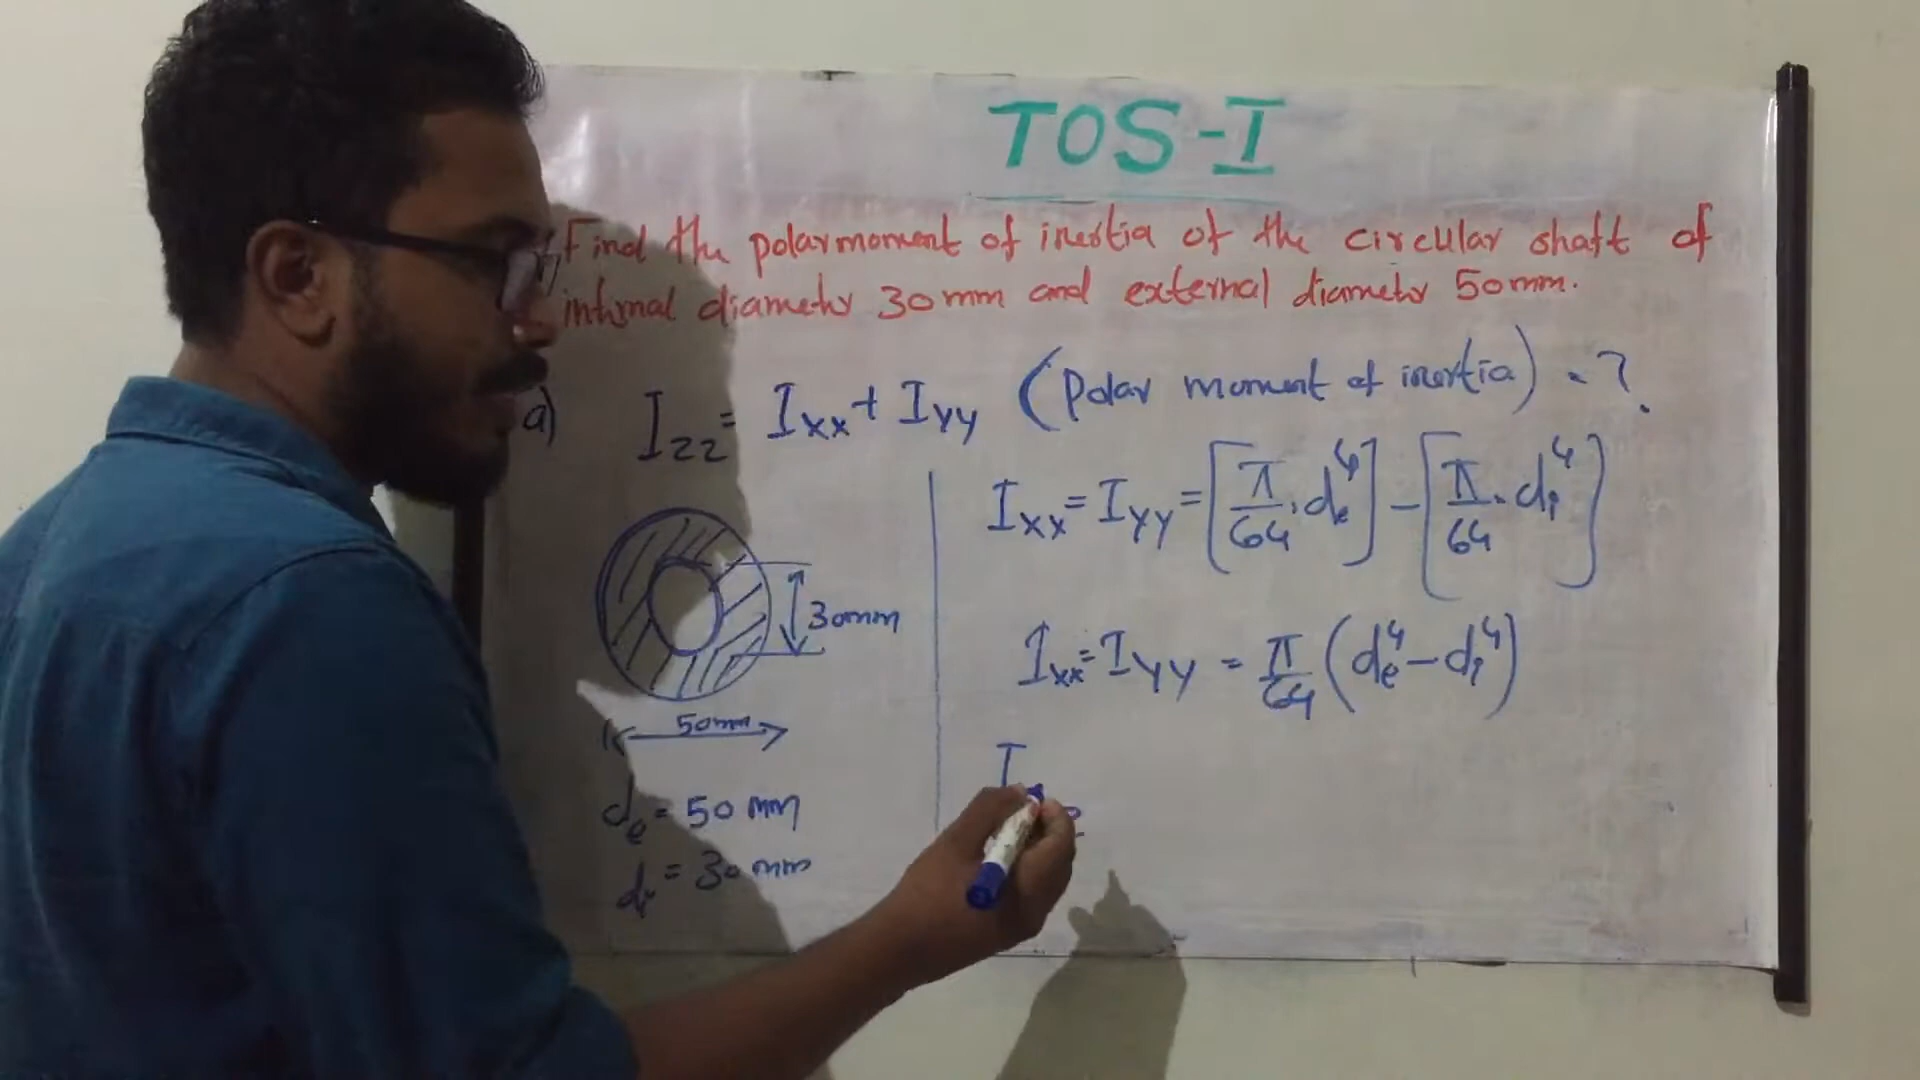 TOS-I
Find the polar moment of inertia of the circular shaft of
internal diameter 30mm and external diameter 50mm.
a) Izz = Ixx + Iyy (Polar moment of inertia) = ?
Ixx = Iyy = [π/64 . de⁴] - [π/64 . di⁴]
30mm
Ixx = Iyy = π/64 (de⁴ - di⁴)
50mm
de = 50 mm
di = 30 mm
I